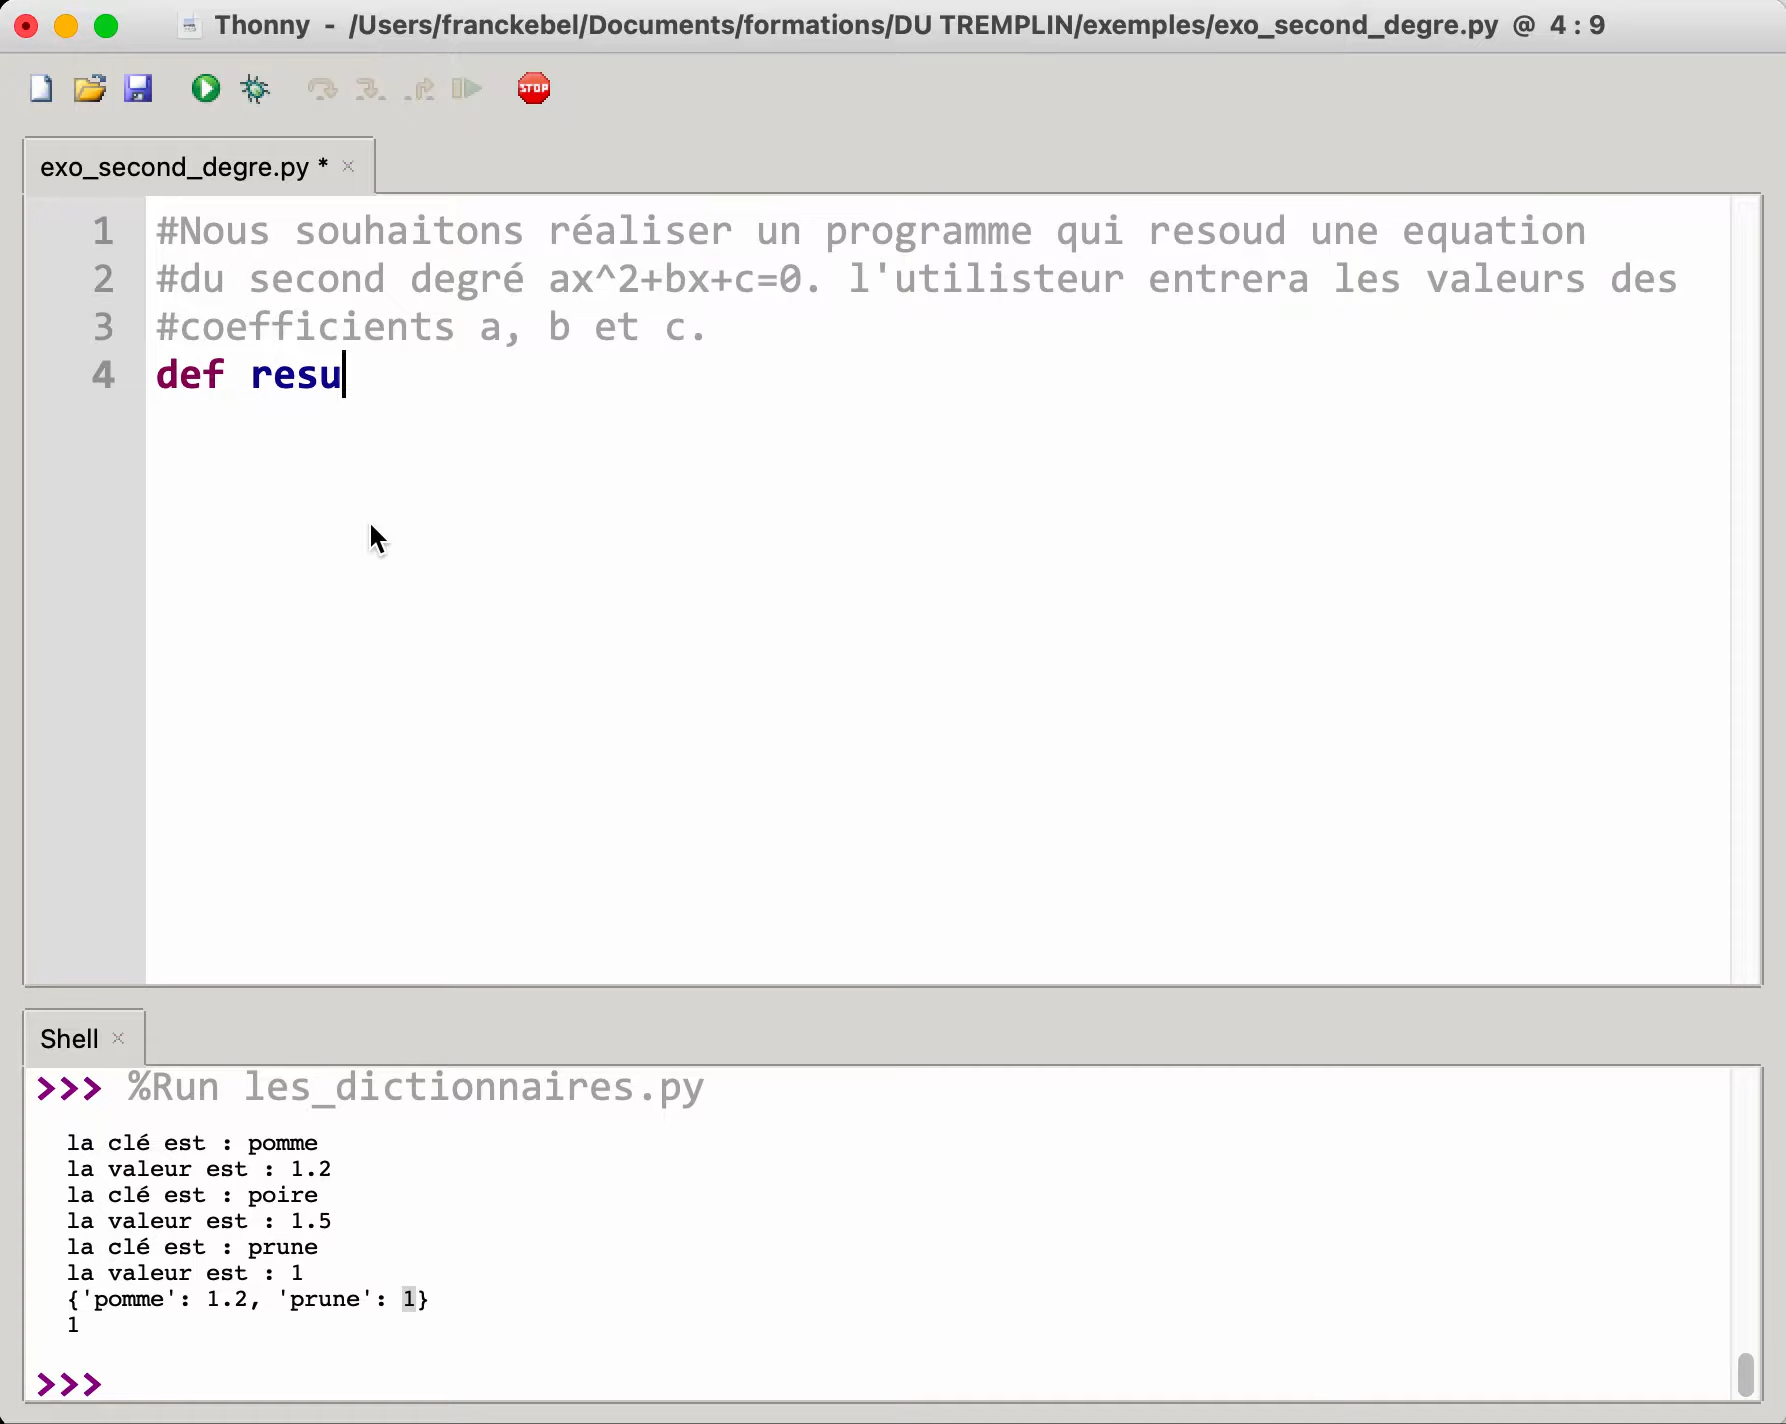 Thonny - /Users/franckebel/Documents/formations/DU TREMPLIN/exemples/exo_second_degre.py @ 4 : 9
STOP
exo_second_degre.py * ×
1 #Nous souhaitons réaliser un programme qui resoud une equation
2 #du second degré ax^2+bx+c=0. l'utilisteur entrera les valeurs des
3 #coefficients a, b et c.
4 def resu
Shell ×
>>> %Run les_dictionnaires.py
la clé est : pomme
la valeur est : 1.2
la clé est : poire
la valeur est : 1.5
la clé est : prune
la valeur est : 1
{'pomme': 1.2, 'prune': 1}
1
>>>